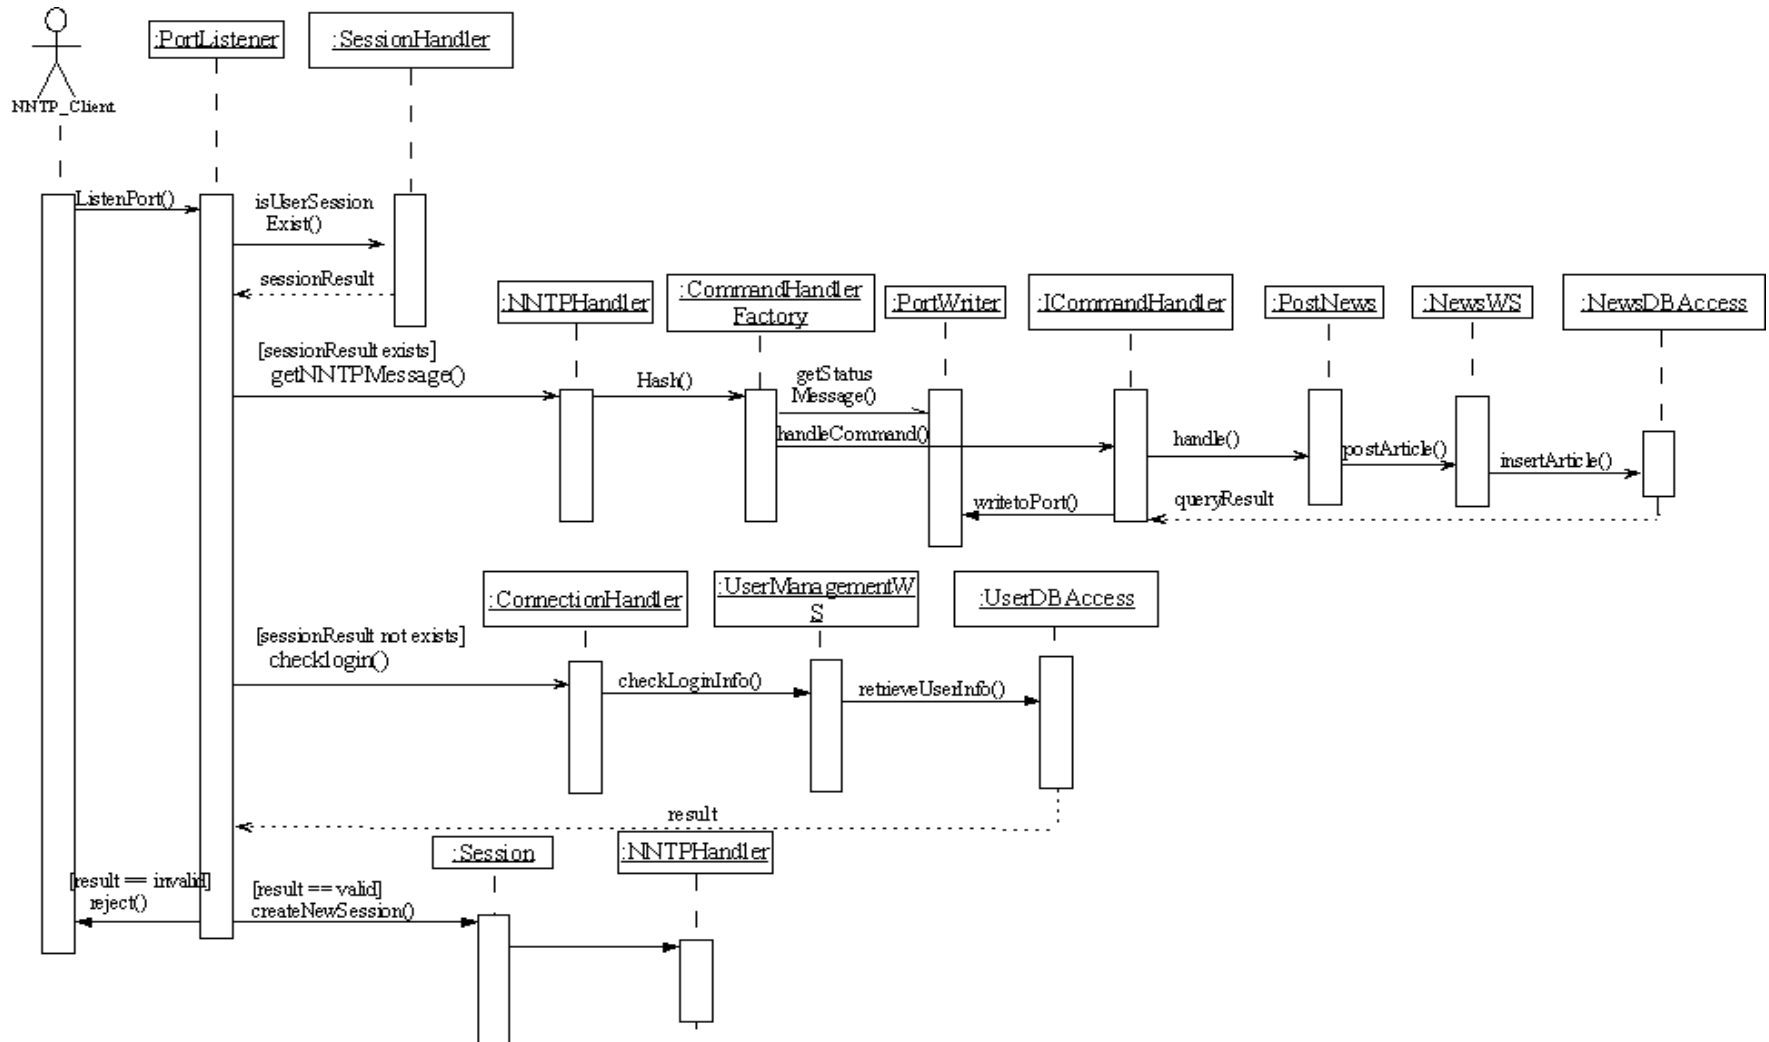 :PortListener
:SessionHandler
NNTP_Client
ListenPort()
isUserSession
Exist()
sessionResult
:NNTPHandler
:CommandHandler
Factory
:PortWriter
:ICommandHandler
:PostNews
:NewsWS
:NewsDBAccess
[sessionResult exists]
getNNTPMessage()
Hash()
getStatus
Message()
handleCommand()
handle()
postArticle()
insertArticle()
writetoPort()
queryResult
:ConnectionHandler
:UserManagementW
S
:UserDBAccess
[sessionResult not exists]
checklogin()
checkLoginInfo()
retrieveUserInfo()
result
:Session
:NNTPHandler
[result == invalid]
reject()
[result == valid]
createNewSession()